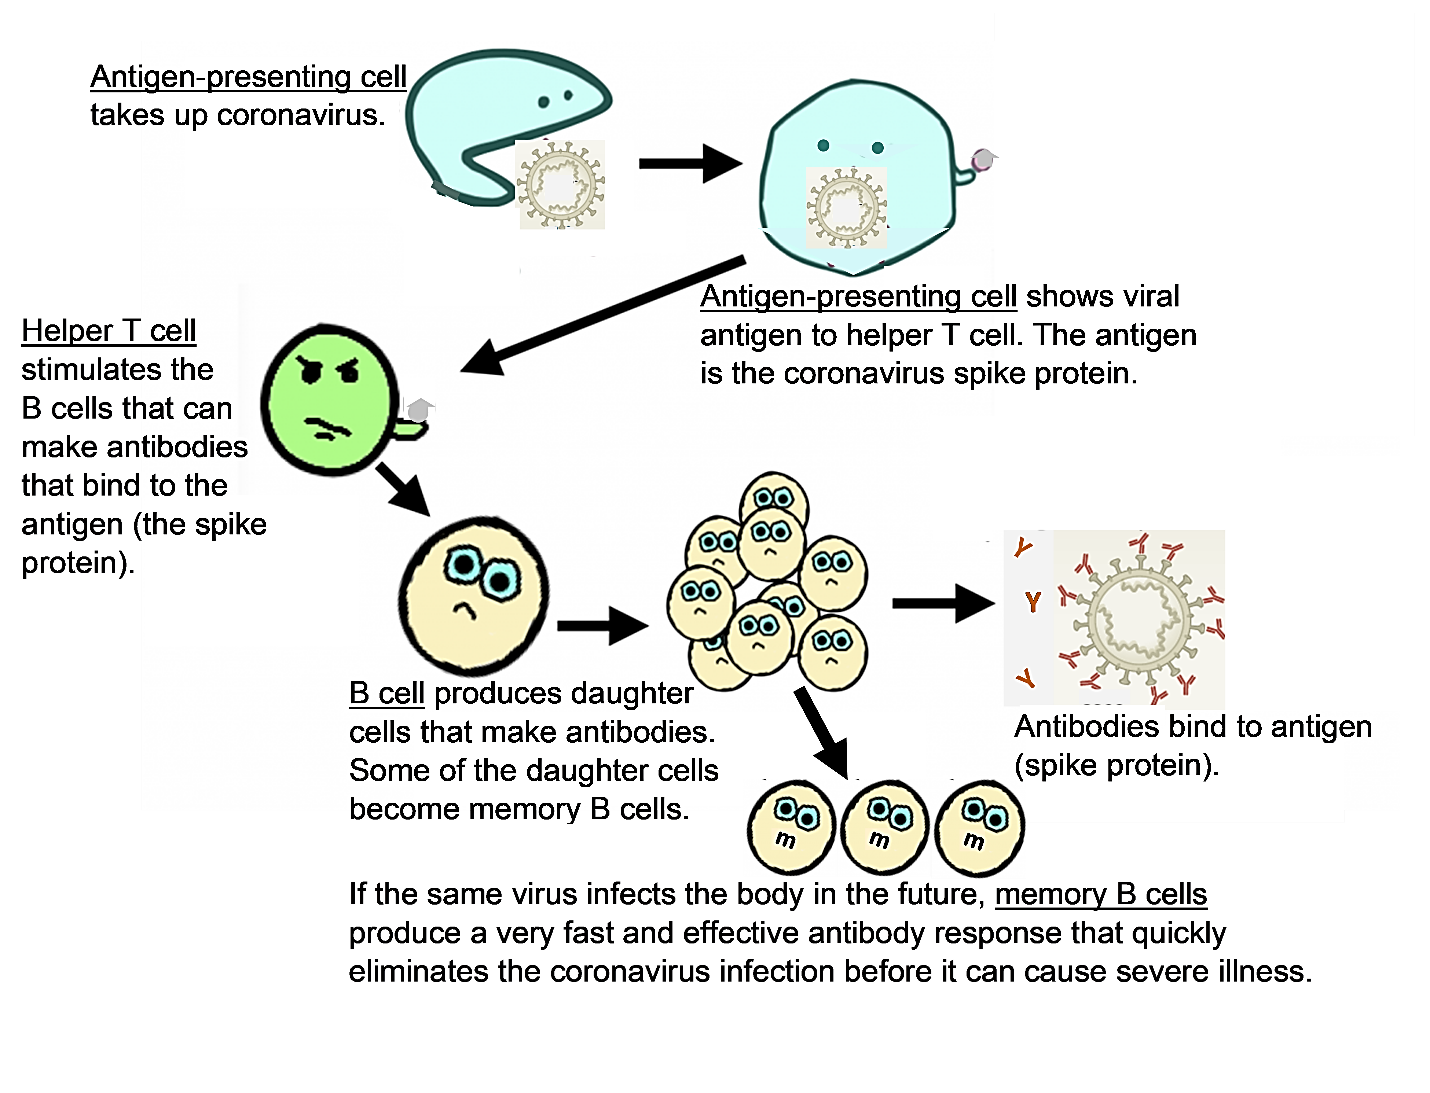 Antigen-presenting cell
takes up coronavirus.
Antigen-presenting cell shows viral
antigen to helper T cell. The antigen
is the coronavirus spike protein.
Helper T cell
stimulates the
B cells that can
make antibodies
that bind to the
antigen (the spike
protein).
B cell produces daughter
cells that make antibodies.
Some of the daughter cells
become memory B cells.
Antibodies bind to antigen
(spike protein).
m
m
m
If the same virus infects the body in the future, memory B cells
produce a very fast and effective antibody response that quickly
eliminates the coronavirus infection before it can cause severe illness.